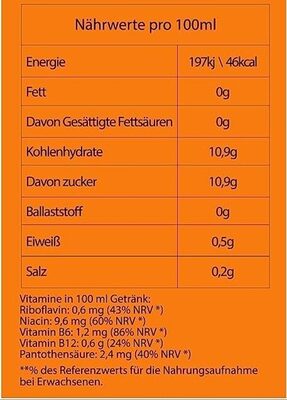 Nährwerte pro 100ml
Energie 197kj \ 46kcal
Fett 0g
Davon Gesättigte Fettsäuren 0g
Kohlenhydrate 10,9g
Davon zucker 10,9g
Ballaststoff 0g
Eiweiß 0,5g
Salz 0,2g
Vitamine in 100 ml Getränk:
Riboflavin: 0,6 mg (43% NRV *)
Niacin: 9,6 mg (60% NRV *)
Vitamin B6: 1,2 mg (86% NRV *)
Vitamin B12: 0,6 g (24% NRV *)
Pantothensäure: 2,4 mg (40% NRV *)
**% des Referenzwerts für die Nahrungsaufnahme
bei Erwachsenen.